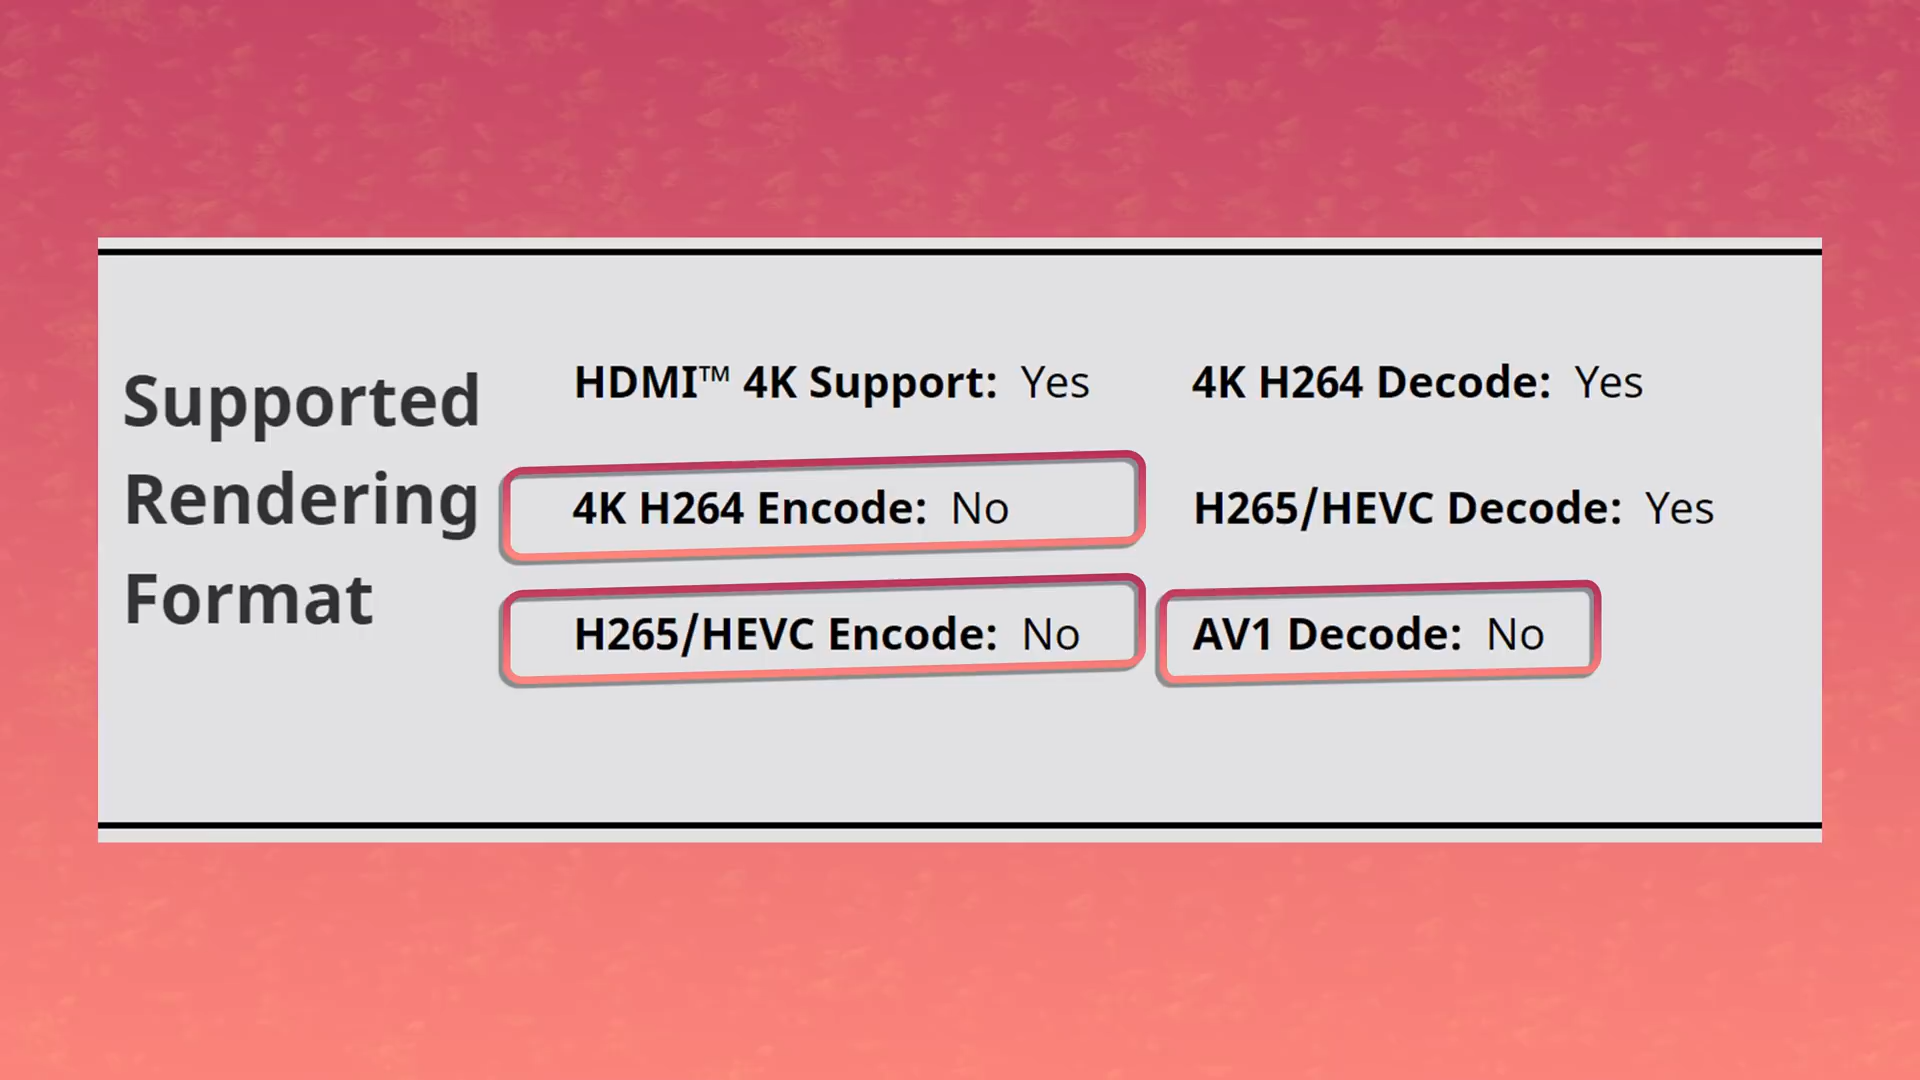 Supported
Rendering
Format
HDMI™ 4K Support: Yes
4K H264 Decode: Yes
4K H264 Encode: No
H265/HEVC Decode: Yes
H265/HEVC Encode: No
AV1 Decode: No